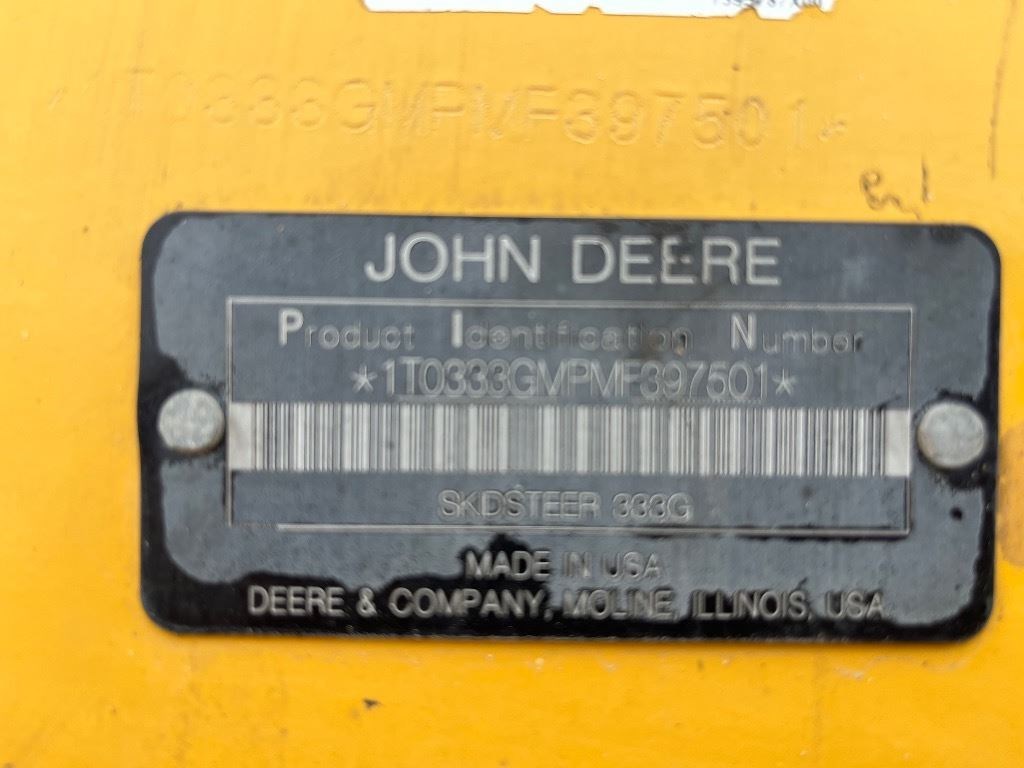 1T0333GMPMF397501*
JOHN DEERE
Product Identification Number
*1T0333GMPMF397501*
SKDSTEER 333G
MADE IN USA
DEERE & COMPANY, MOLINE, ILLINOIS, USA